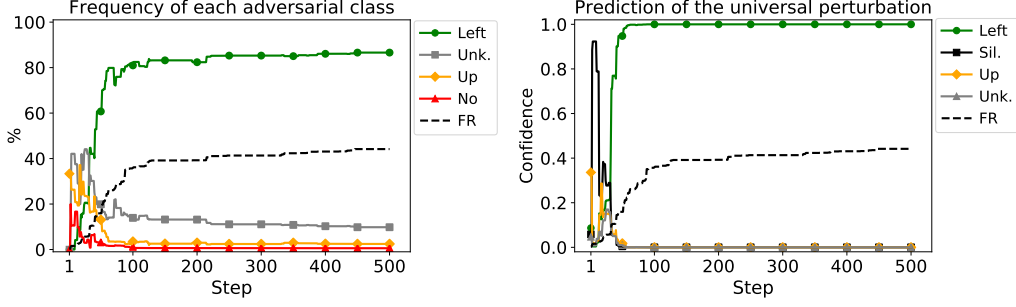 Frequency of each adversarial class
100
80
60
40
20
0
%
1
100
200
300
400
500
Step
Left
Unk.
Up
No
FR
Prediction of the universal perturbation
1.0
0.8
0.6
0.4
0.2
0.0
Confidence
1
100
200
300
400
500
Step
Left
Sil.
Up
Unk.
FR